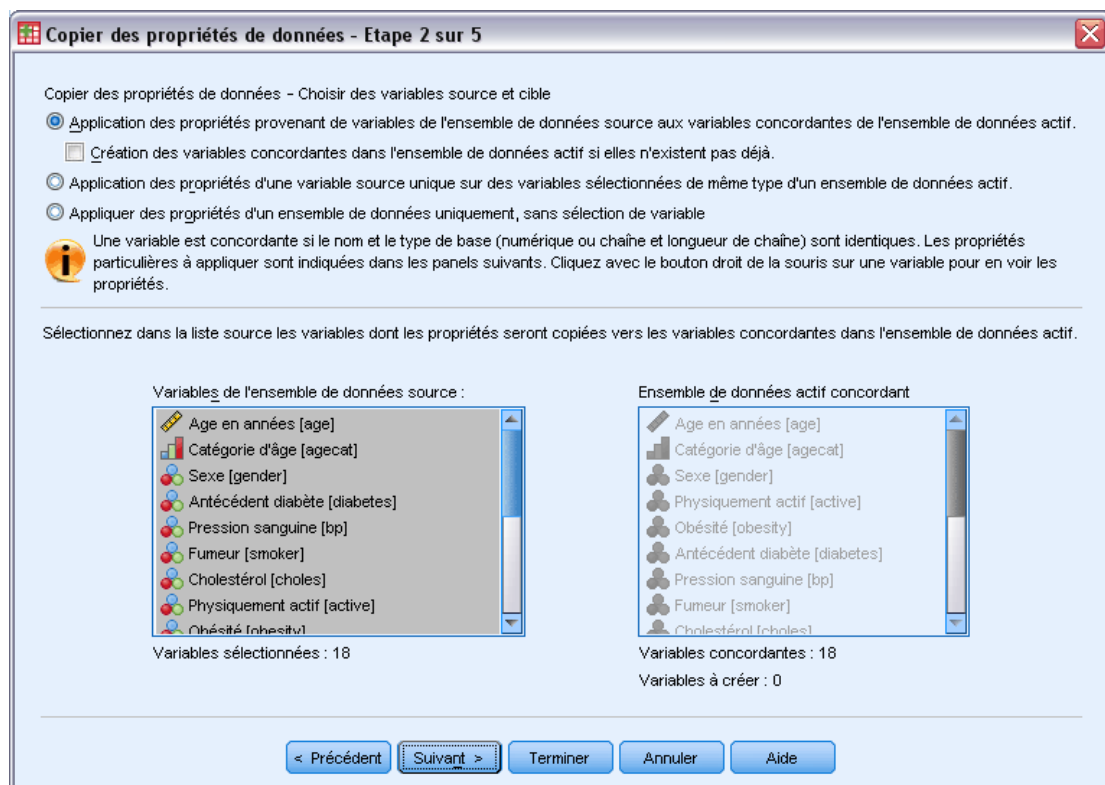 Copier des propriétés de données - Etape 2 sur 5
Copier des propriétés de données - Choisir des variables source et cible
Application des propriétés provenant de variables de l'ensemble de données source aux variables concordantes de l'ensemble de données actif.
Création des variables concordantes dans l'ensemble de données actif si elles n'existent pas déjà.
Application des propriétés d'une variable source unique sur des variables sélectionnées de même type d'un ensemble de données actif.
Appliquer des propriétés d'un ensemble de données uniquement, sans sélection de variable
Une variable est concordante si le nom et le type de base (numérique ou chaîne et longueur de chaîne) sont identiques. Les propriétés
particulières à appliquer sont indiquées dans les panels suivants. Cliquez avec le bouton droit de la souris sur une variable pour en voir les
propriétés.
Sélectionnez dans la liste source les variables dont les propriétés seront copiées vers les variables concordantes dans l'ensemble de données actif.
Variables de l'ensemble de données source :
Age en années [age]
Catégorie d'âge [agecat]
Sexe [gender]
Antécédent diabète [diabetes]
Pression sanguine [bp]
Fumeur [smoker]
Cholestérol [choles]
Physiquement actif [active]
Obésité [obesity]
Variables sélectionnées : 18
Ensemble de données actif concordant
Age en années [age]
Catégorie d'âge [agecat]
Sexe [gender]
Physiquement actif [active]
Obésité [obesity]
Antécédent diabète [diabetes]
Pression sanguine [bp]
Fumeur [smoker]
Cholestérol [choles]
Variables concordantes : 18
Variables à créer : 0
< Précédent
Suivant >
Terminer
Annuler
Aide